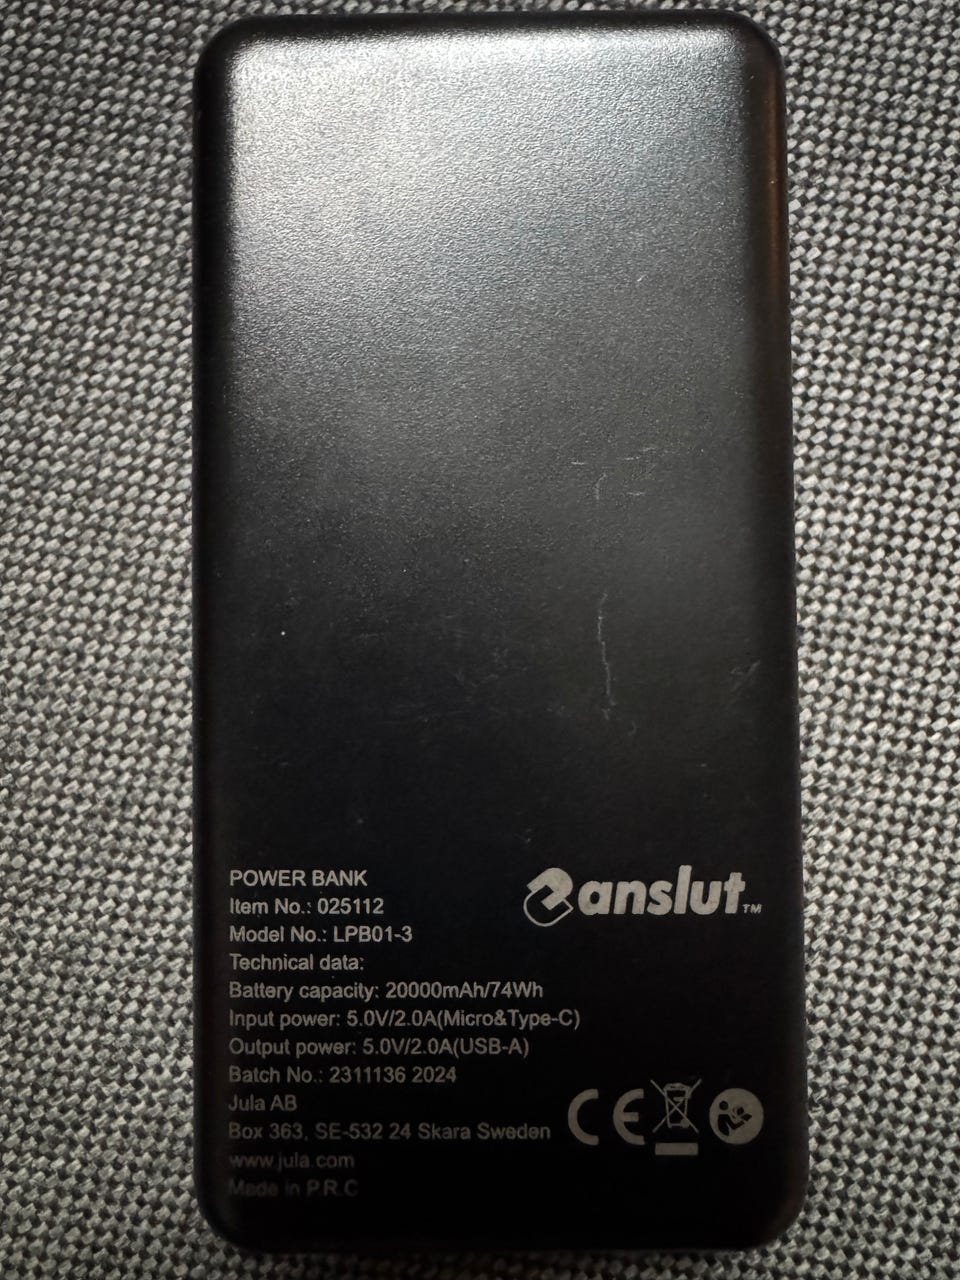 POWER BANK
Item No.: 025112
Model No.: LPB01-3
Technical data:
Battery capacity: 20000mAh/74Wh
Input power: 5.0V/2.0A(Micro&Type-C)
Output power: 5.0V/2.0A(USB-A)
Batch No.: 2311136 2024
Jula AB
Box 363, SE-532 24 Skara Sweden
www.jula.com
Made in P.R.C
anslut™
CE